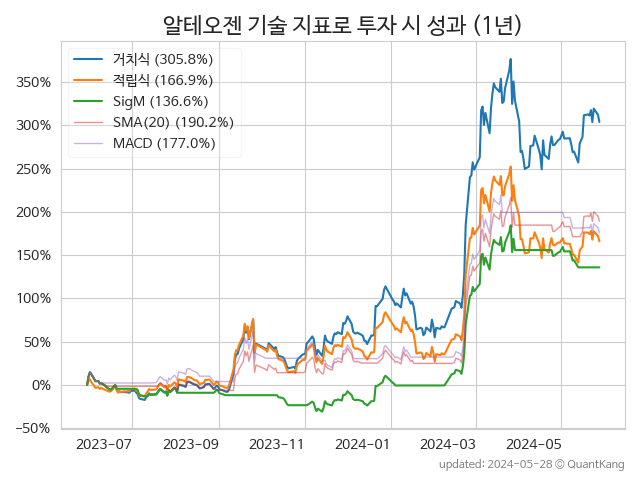 알테오젠 기술 지표로 투자 시 성과 (1년)
거치식 (305.8%)
적립식 (166.9%)
SigM (136.6%)
SMA(20) (190.2%)
MACD (177.0%)
350%
300%
250%
200%
150%
100%
50%
0%
−50%
2023-07 2023-09 2023-11 2024-01 2024-03 2024-05
updated: 2024-05-28 © QuantKang